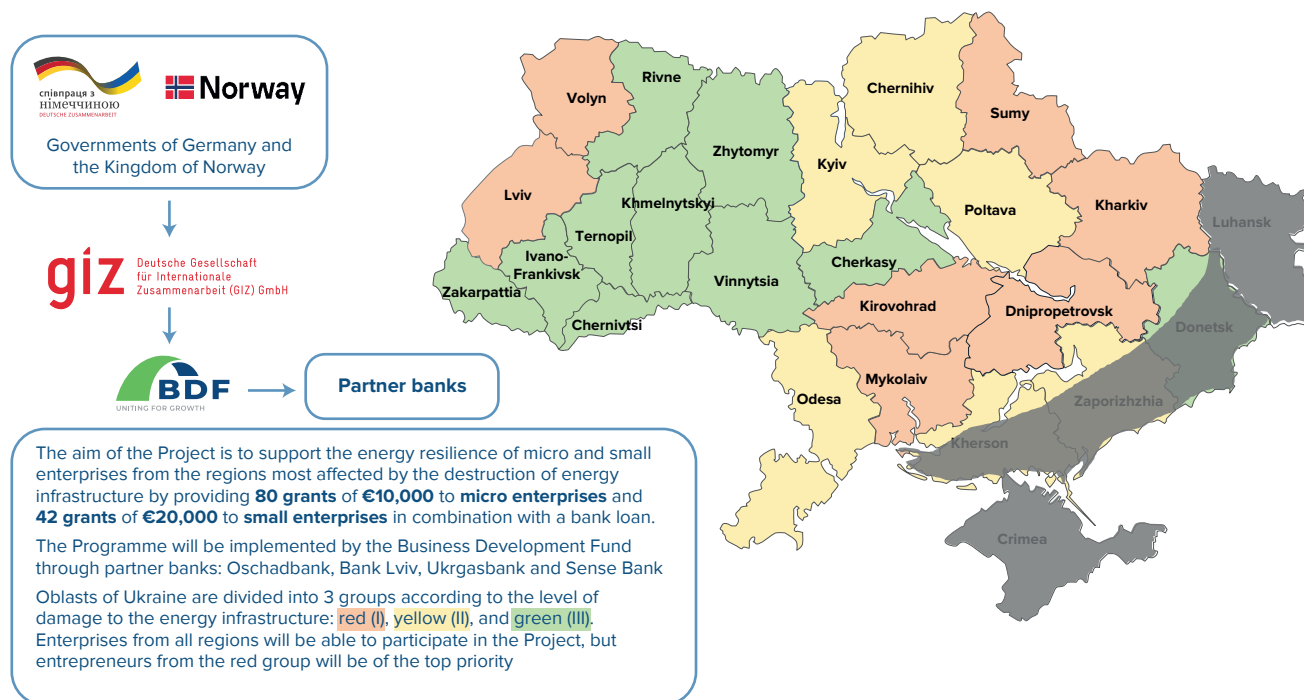 співпраця з
німеччиною
DEUTSCHE ZUSAMMENARBEIT
Norway
Governments of Germany and
the Kingdom of Norway
giz
Deutsche Gesellschaft
für Internationale
Zusammenarbeit (GIZ) GmbH
BDF
UNITING FOR GROWTH
Partner banks
The aim of the Project is to support the energy resilience of micro and small
enterprises from the regions most affected by the destruction of energy
infrastructure by providing 80 grants of €10,000 to micro enterprises and
42 grants of €20,000 to small enterprises in combination with a bank loan.
The Programme will be implemented by the Business Development Fund
through partner banks: Oschadbank, Bank Lviv, Ukrgasbank and Sense Bank
Oblasts of Ukraine are divided into 3 groups according to the level of
damage to the energy infrastructure: red (I), yellow (II), and green (III).
Enterprises from all regions will be able to participate in the Project, but
entrepreneurs from the red group will be of the top priority
Volyn
Rivne
Chernihiv
Sumy
Zhytomyr
Kyiv
Lviv
Khmelnytskyi
Poltava
Kharkiv
Luhansk
Ternopil
Ivano-
Frankivsk
Cherkasy
Zakarpattia
Vinnytsia
Kirovohrad
Dnipropetrovsk
Chernivtsi
Donetsk
Mykolaiv
Odesa
Zaporizhzhia
Kherson
Crimea